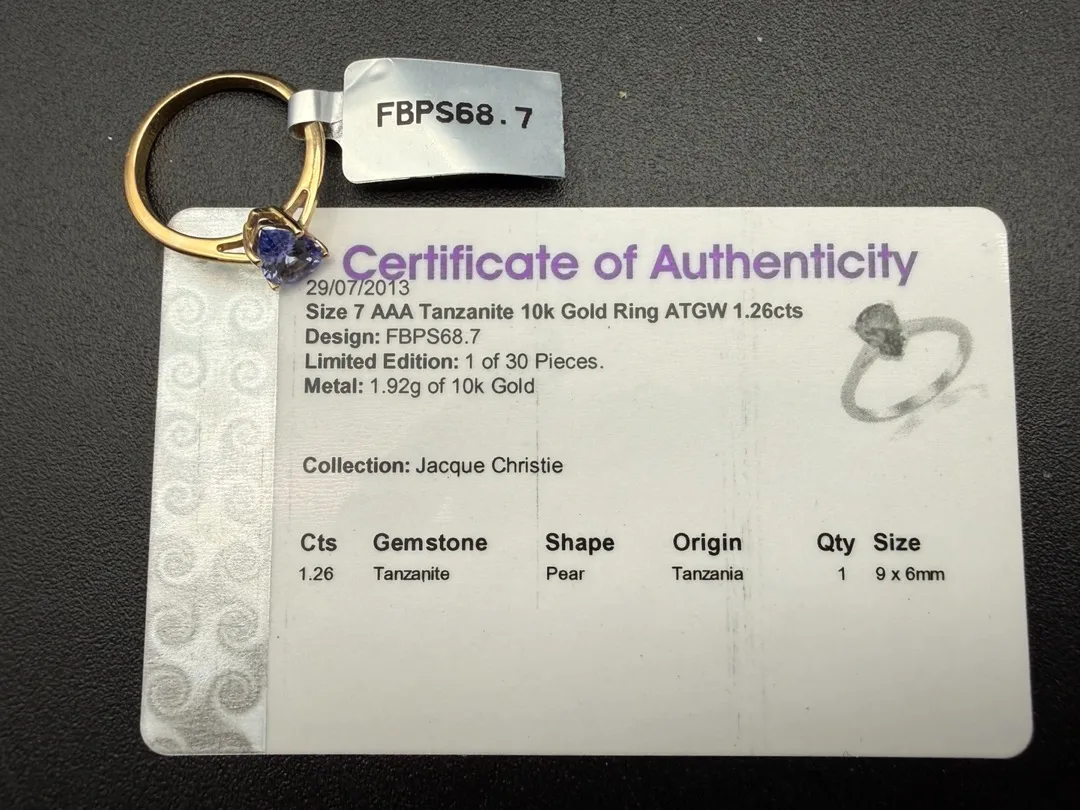 FBPS68.7
Certificate of Authenticity
29/07/2013
Size 7 AAA Tanzanite 10k Gold Ring ATGW 1.26cts
Design: FBPS68.7
Limited Edition: 1 of 30 Pieces.
Metal: 1.92g of 10k Gold
Collection: Jacque Christie
Cts Gemstone Shape Origin Qty Size
1.26 Tanzanite Pear Tanzania 1 9 x 6mm